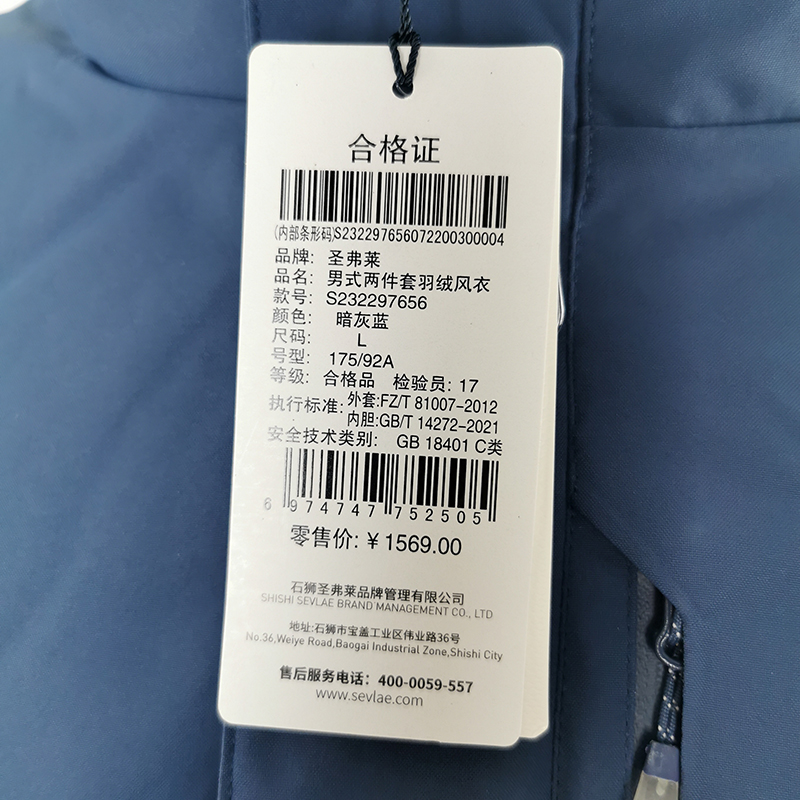 合格证
(内部条形码)S232297656072200300004
品牌: 圣弗莱
品名: 男式两件套羽绒风衣
款号: S232297656
颜色: 暗灰蓝
尺码: L
号型: 175/92A
等级: 合格品 检验员: 17
执行标准: 外套:FZ/T 81007-2012
内胆:GB/T 14272-2021
安全技术类别: GB 18401 C类
6 974747 752505
零售价: ¥1569.00
石狮圣弗莱品牌管理有限公司
SHISHI SEVLAE BRAND MANAGEMENT CO., LTD
地址:石狮市宝盖工业区伟业路36号
No.36,Weiye Road,Baogai Industrial Zone,Shishi City
售后服务电话: 400-0059-557
www.sevlae.com